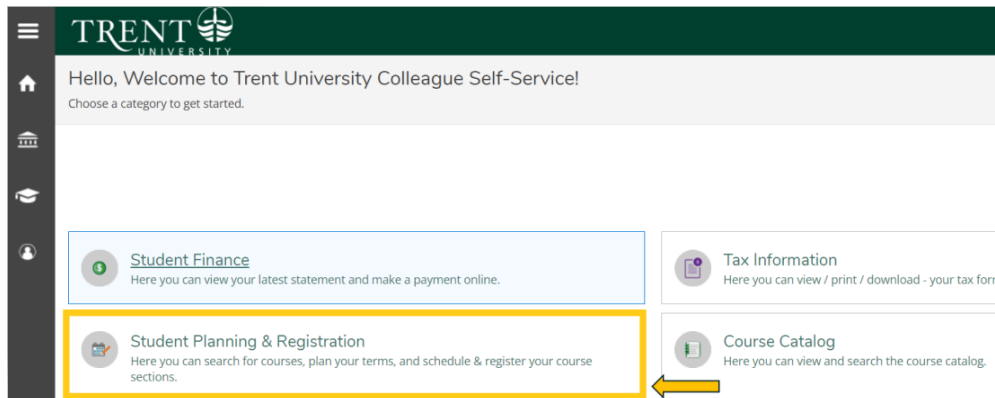 TRENT
UNIVERSITY
Hello, Welcome to Trent University Colleague Self-Service!
Choose a category to get started.
Student Finance
Here you can view your latest statement and make a payment online.
Tax Information
Here you can view / print / download - your tax for
Student Planning & Registration
Here you can search for courses, plan your terms, and schedule & register your course
sections.
Course Catalog
Here you can view and search the course catalog.